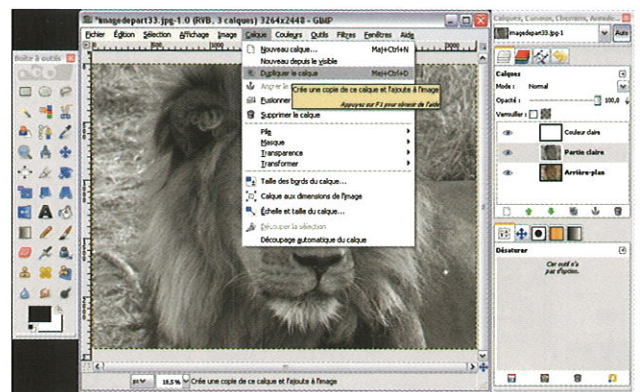 *imagedepart33.jpg-1.0 (RVB, 3 calques) 3264x2448 - GIMP
Fichier Édition Sélection Affichage Image Calque Couleurs Outils Filtres Fenêtres Aide
Boîte à outils
Nouveau calque... Maj+Ctrl+N
Nouveau depuis le visible
Dupliquer le calque Maj+Ctrl+D
Crée une copie de ce calque et l'ajoute à l'image
Appuyez sur F1 pour obtenir de l'aide
Fusionner
Supprimer le calque
Pile
Masque
Transparence
Transformer
Taille des bords du calque...
Calque aux dimensions de l'image
Échelle et taille du calque...
Découper la sélection
Découpage automatique du calque
px 18,5 % Crée une copie de ce calque et l'ajoute à l'image
Calques, Canaux, Chemins, Annule...
imagedepart33.jpg-1 Auto
Calques
Mode : Normal
Opacité : 100,0
Verrouiller :
Couleur claire
Partie claire
Arrière-plan
Désaturer
Cet outil n'a
pas d'option.